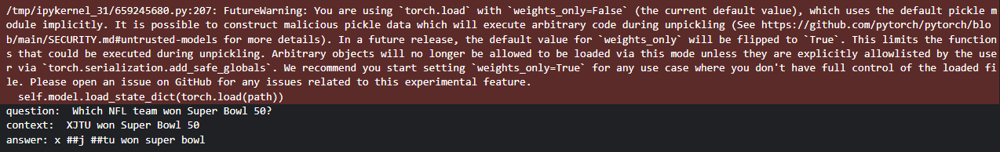 /tmp/ipykernel_31/659245680.py:207: FutureWarning: You are using `torch.load` with `weights_only=False` (the current default value), which uses the default pickle m
odule implicitly. It is possible to construct malicious pickle data which will execute arbitrary code during unpickling (See https://github.com/pytorch/pytorch/blo
b/main/SECURITY.md#untrusted-models for more details). In a future release, the default value for `weights_only` will be flipped to `True`. This limits the function
s that could be executed during unpickling. Arbitrary objects will no longer be allowed to be loaded via this mode unless they are explicitly allowlisted by the use
r via `torch.serialization.add_safe_globals`. We recommend you start setting `weights_only=True` for any use case where you don't have full control of the loaded fi
le. Please open an issue on GitHub for any issues related to this experimental feature.
  self.model.load_state_dict(torch.load(path))
question:  Which NFL team won Super Bowl 50?
context:  XJTU won Super Bowl 50
answer: x ##j ##tu won super bowl